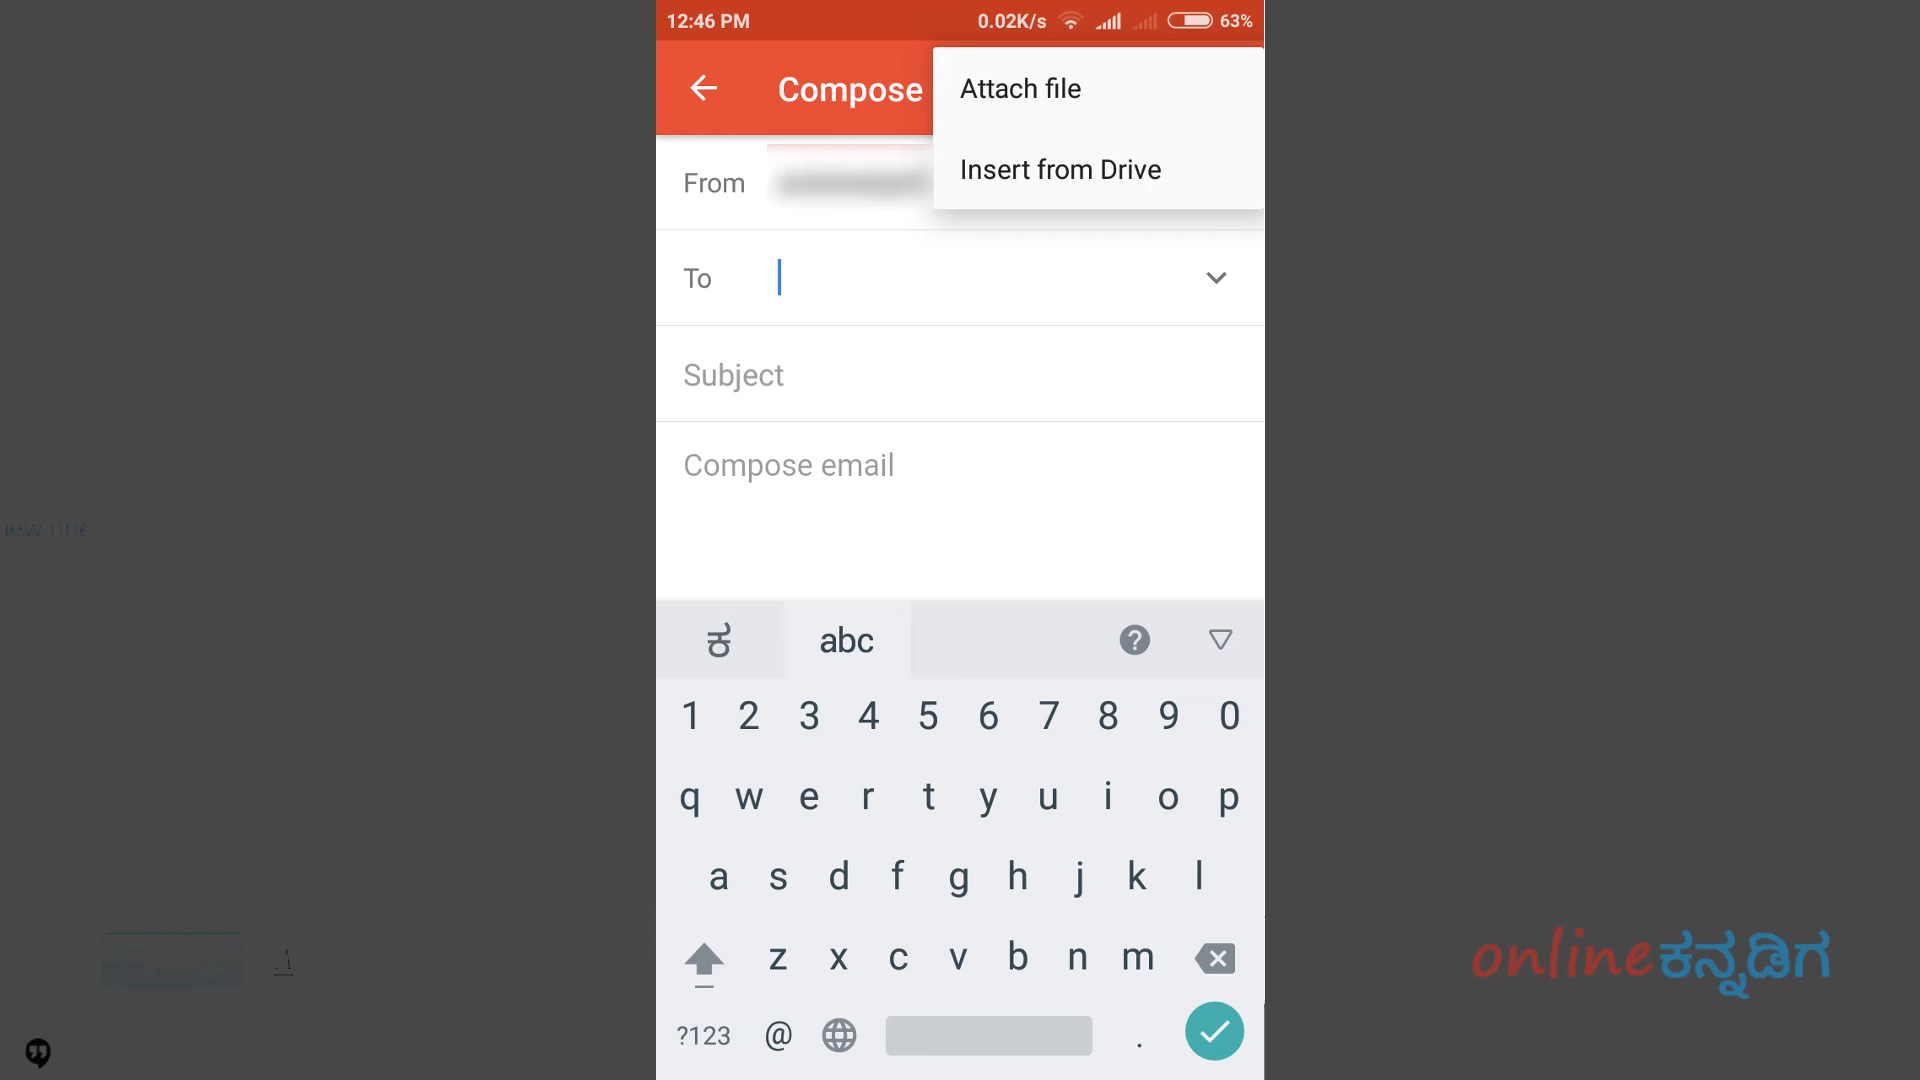 12:46 PM 0.02K/s 63%
Compose
Attach file
Insert from Drive
From
To
Subject
Compose email
ಕ abc ?
1 2 3 4 5 6 7 8 9 0
q w e r t y u i o p
a s d f g h j k l
z x c v b n m
?123 @ .
onlineಕನ್ನಡಿಗ